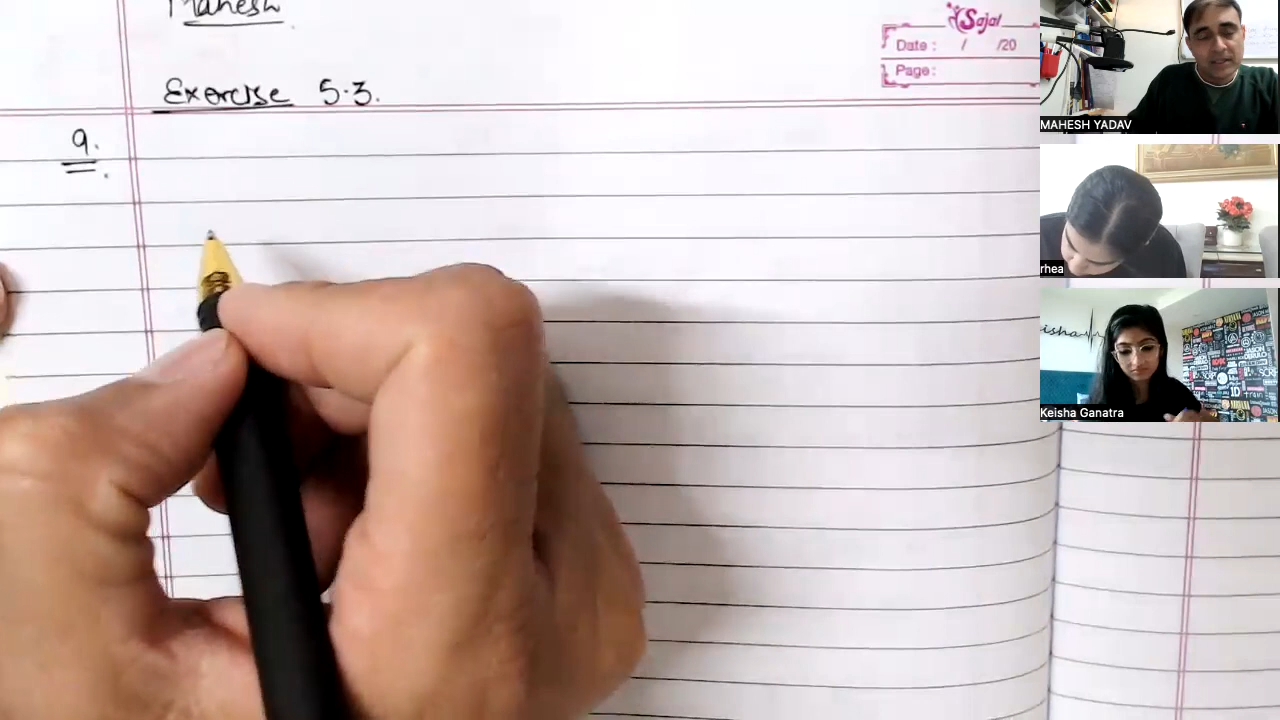 Mahesh
Sajal
Date : / /20
Page :
Exercise 5.3.
9.
MAHESH YADAV
rhea
Keisha Ganatra